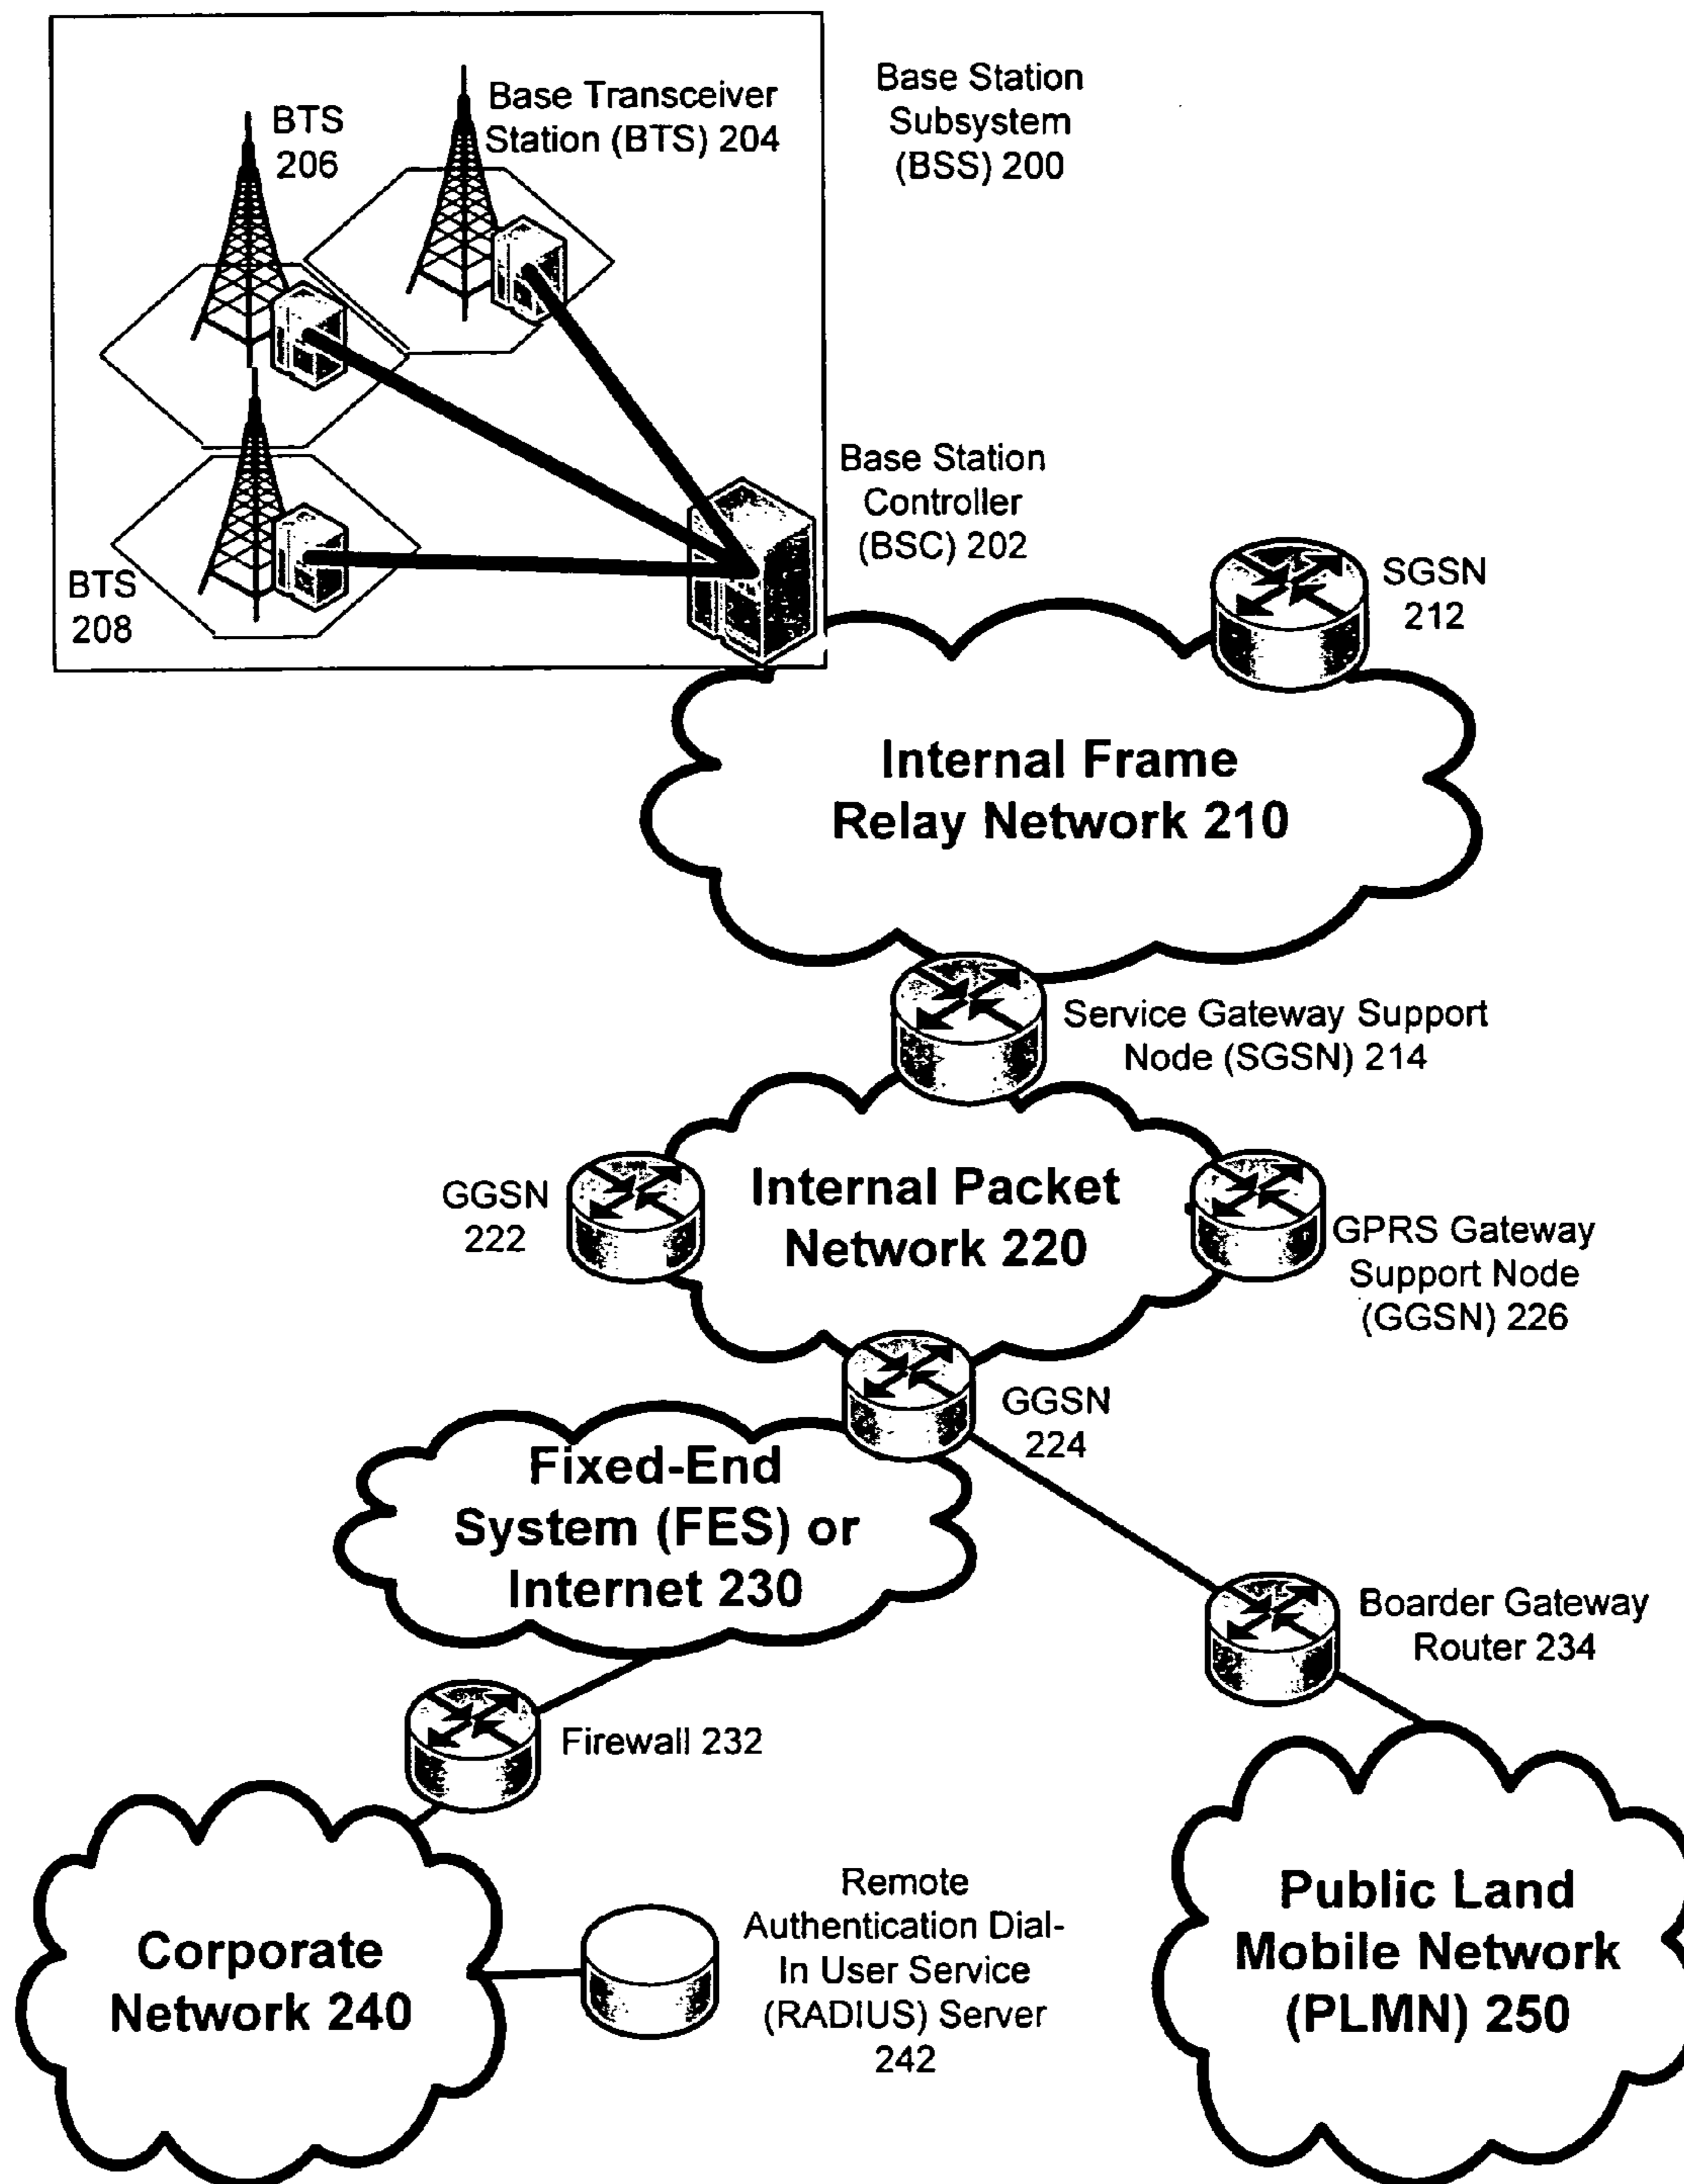 BTS
206
Base Transceiver
Station (BTS) 204
Base Station
Subsystem
(BSS) 200
Base Station
Controller
(BSC) 202
BTS
208
SGSN
212
Internal Frame
Relay Network 210
Service Gateway Support
Node (SGSN) 214
GGSN
222
Internal Packet
Network 220
GPRS Gateway
Support Node
(GGSN) 226
GGSN
224
Fixed-End
System (FES) or
Internet 230
Boarder Gateway
Router 234
Firewall 232
Corporate
Network 240
Remote
Authentication Dial-
In User Service
(RADIUS) Server
242
Public Land
Mobile Network
(PLMN) 250